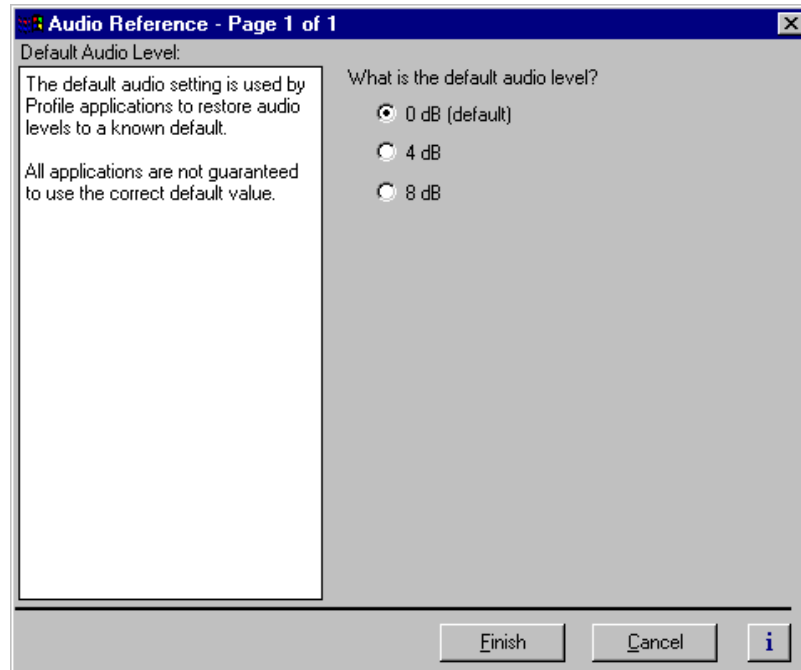 Audio Reference - Page 1 of 1
Default Audio Level:
The default audio setting is used by
Profile applications to restore audio
levels to a known default.
All applications are not guaranteed
to use the correct default value.
What is the default audio level?
0 dB (default)
4 dB
8 dB
Finish
Cancel
i